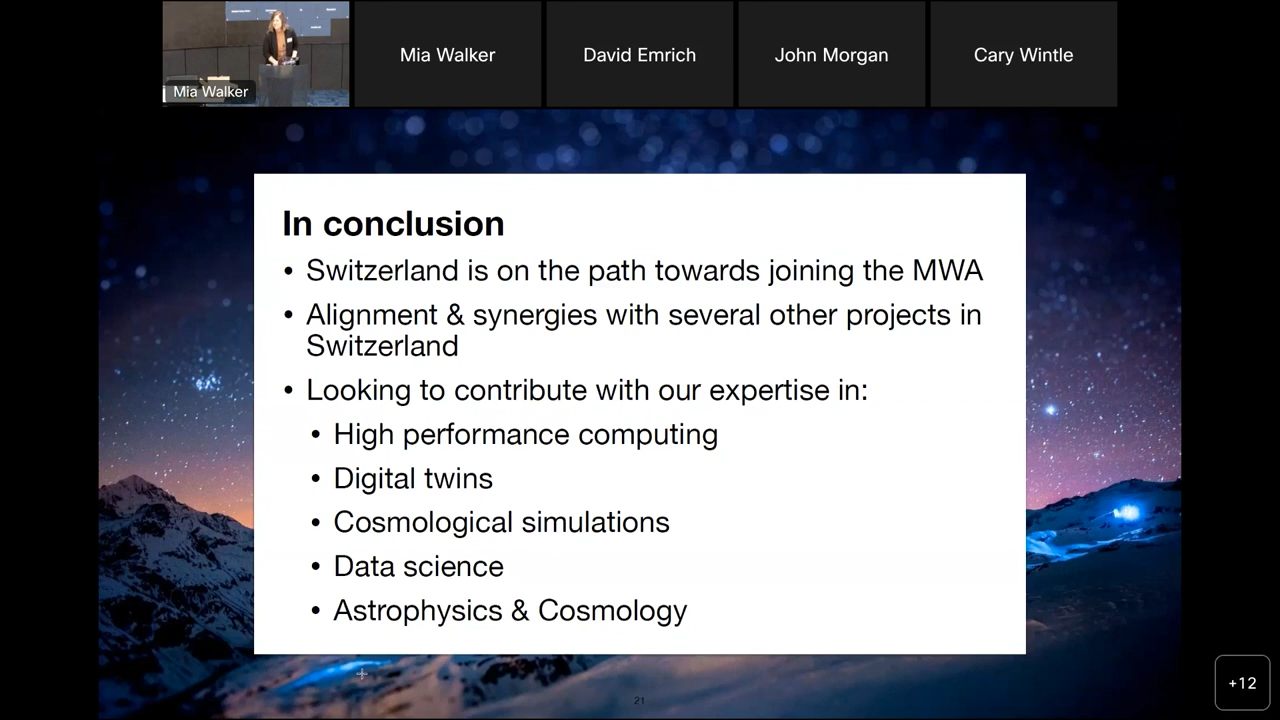 Mia Walker
Mia Walker
David Emrich
John Morgan
Cary Wintle
In conclusion
• Switzerland is on the path towards joining the MWA
• Alignment & synergies with several other projects in
Switzerland
• Looking to contribute with our expertise in:
• High performance computing
• Digital twins
• Cosmological simulations
• Data science
• Astrophysics & Cosmology
21
+12